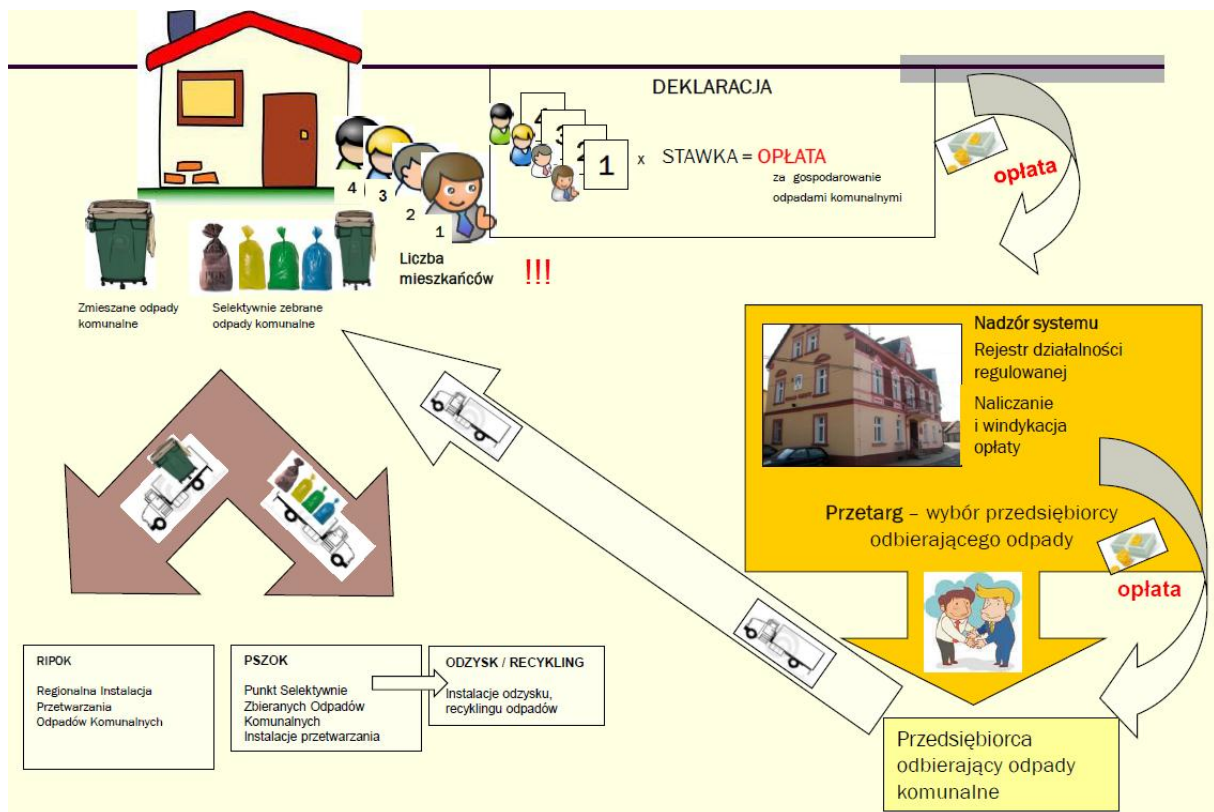 DEKLARACJA
4
3
2
1
x STAWKA = OPŁATA
za gospodarowanie
odpadami komunalnymi
opłata
4
3
2
1
Liczba
mieszkańców
!!!
Zmieszane odpady
komunalne
Selektywnie zebrane
odpady komunalne
Nadzór systemu
Rejestr działalności
regulowanej
Naliczanie
i windykacja
opłaty
Przetarg – wybór przedsiębiorcy
odbierającego odpady
opłata
RIPOK
Regionalna Instalacja
Przetwarzania
Odpadów Komunalnych
PSZOK
Punkt Selektywnie
Zbieranych Odpadów
Komunalnych
Instalacje przetwarzania
ODZYSK / RECYKLING
Instalacje odzysku,
recyklingu odpadów
Przedsiębiorca
odbierający odpady
komunalne